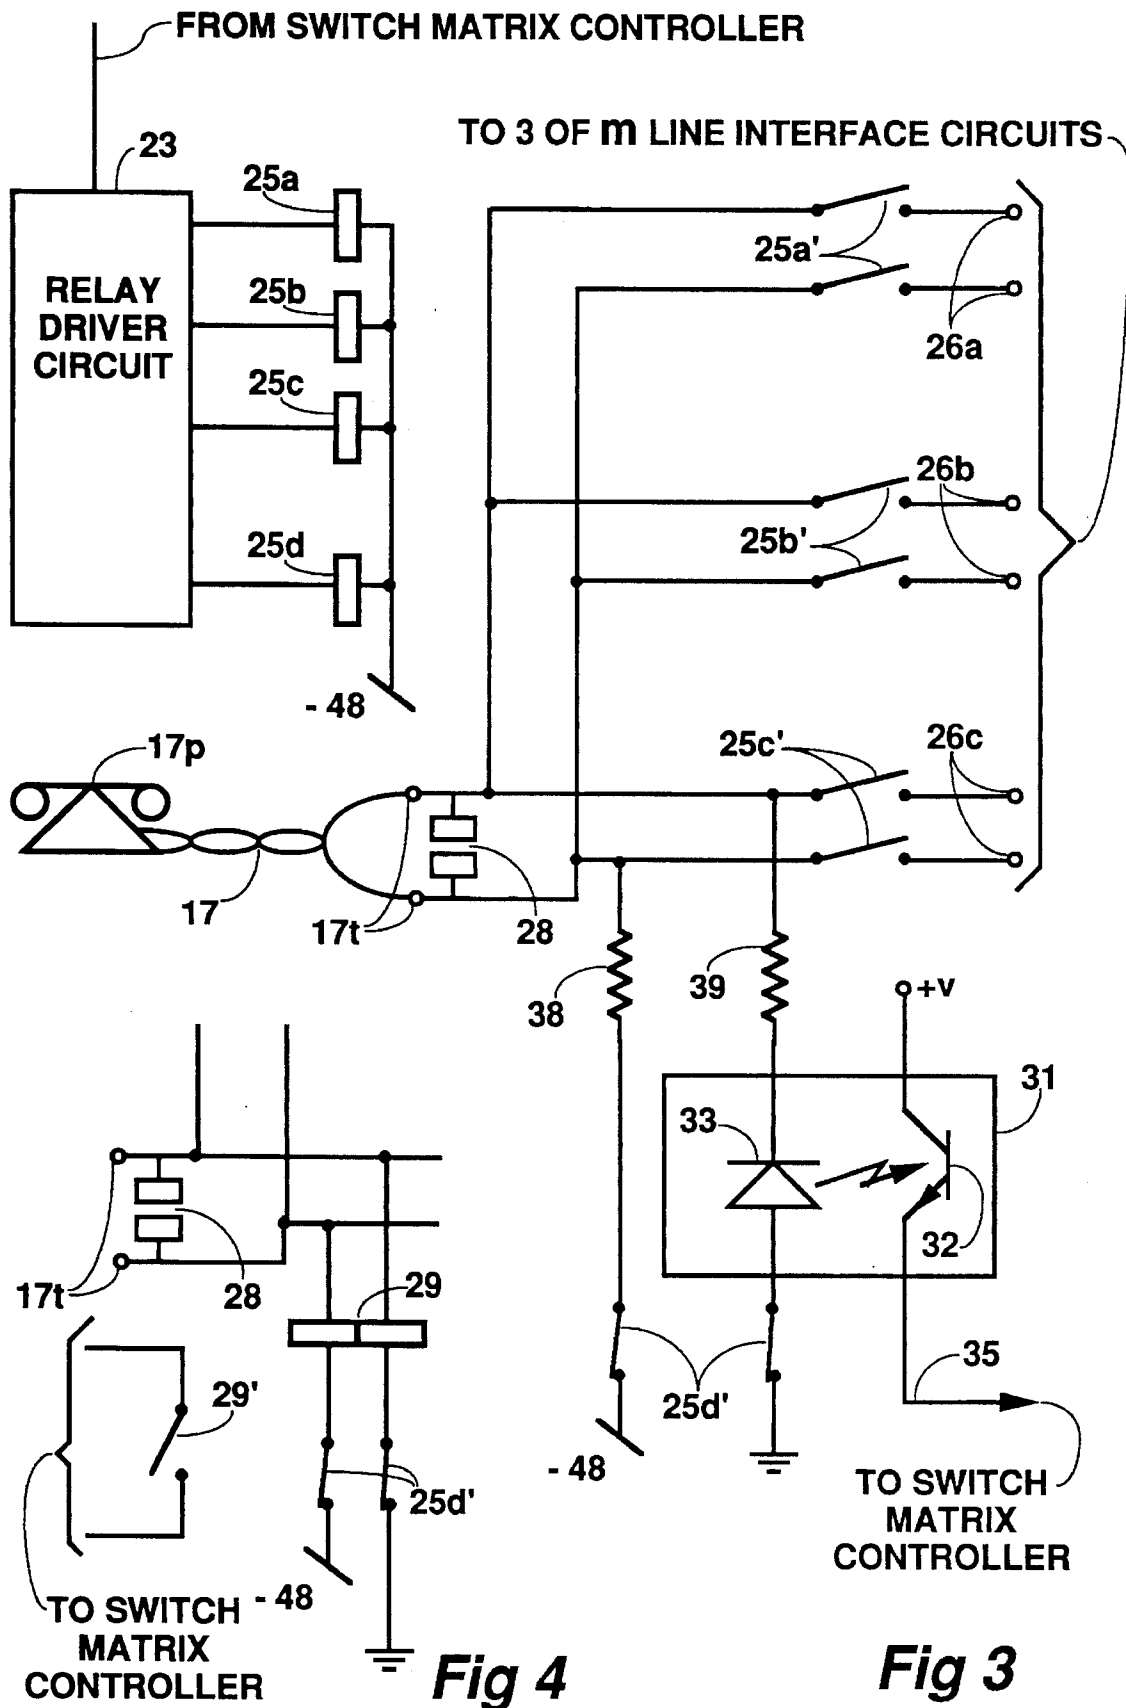 FROM SWITCH MATRIX CONTROLLER
TO 3 OF m LINE INTERFACE CIRCUITS
23
25a
25b
25c
25d
RELAY
DRIVER
CIRCUIT
- 48
25a'
26a
26b
25b'
25c'
26c
17p
17
17t
28
38
39
+v
31
33
32
35
25d'
- 48
TO SWITCH
MATRIX
CONTROLLER
Fig 3
17t
28
29
29'
25d'
- 48
TO SWITCH
MATRIX
CONTROLLER
Fig 4